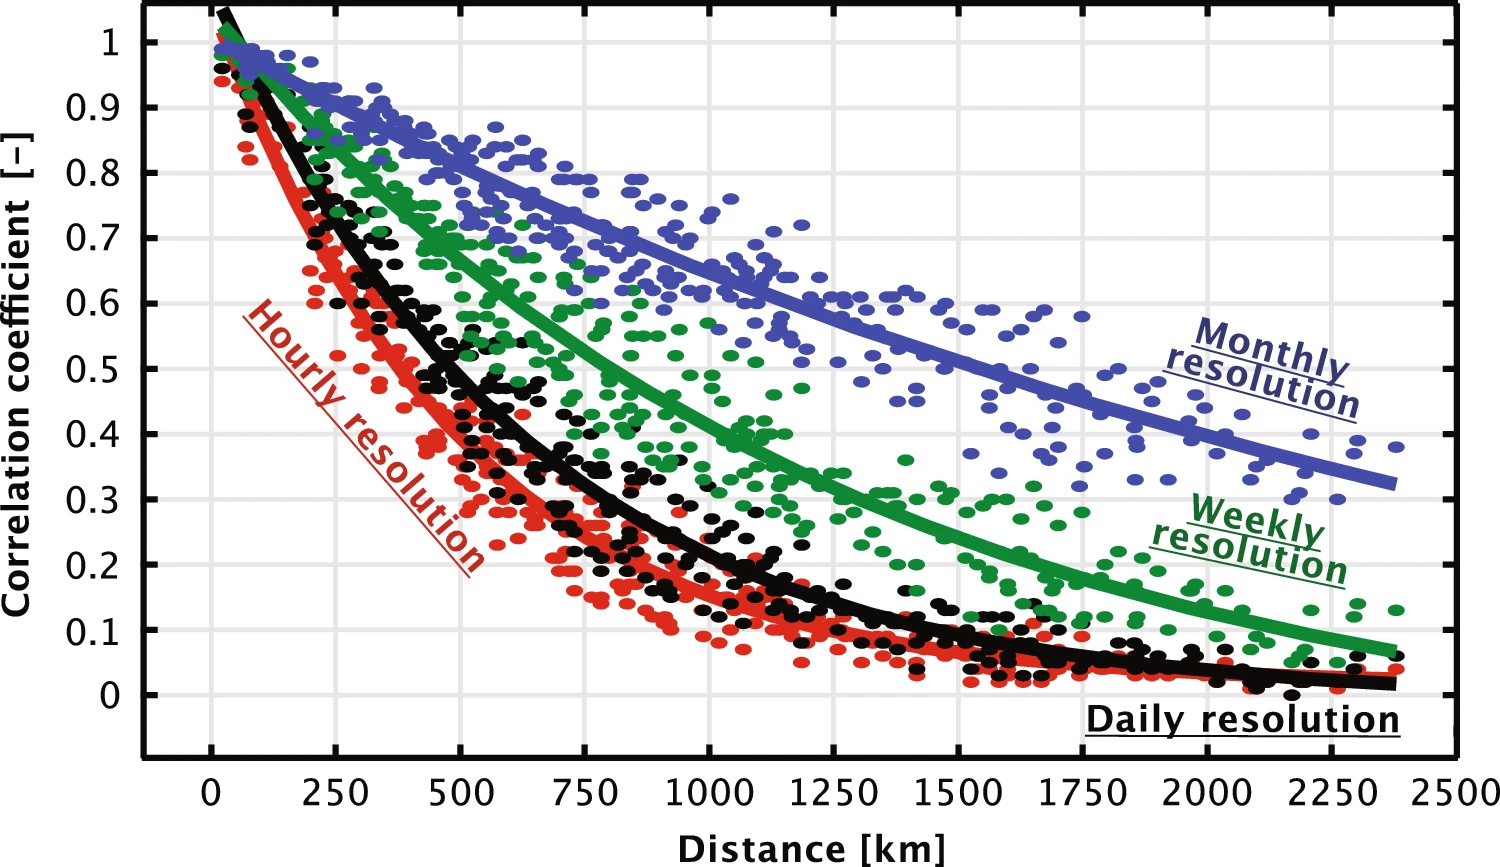 Correlation coefficient [–]
1
0.9
0.8
0.7
0.6
0.5
0.4
0.3
0.2
0.1
0
Hourly resolution
Monthly
resolution
Weekly
resolution
Daily resolution
0 250 500 750 1000 1250 1500 1750 2000 2250 2500
Distance [km]